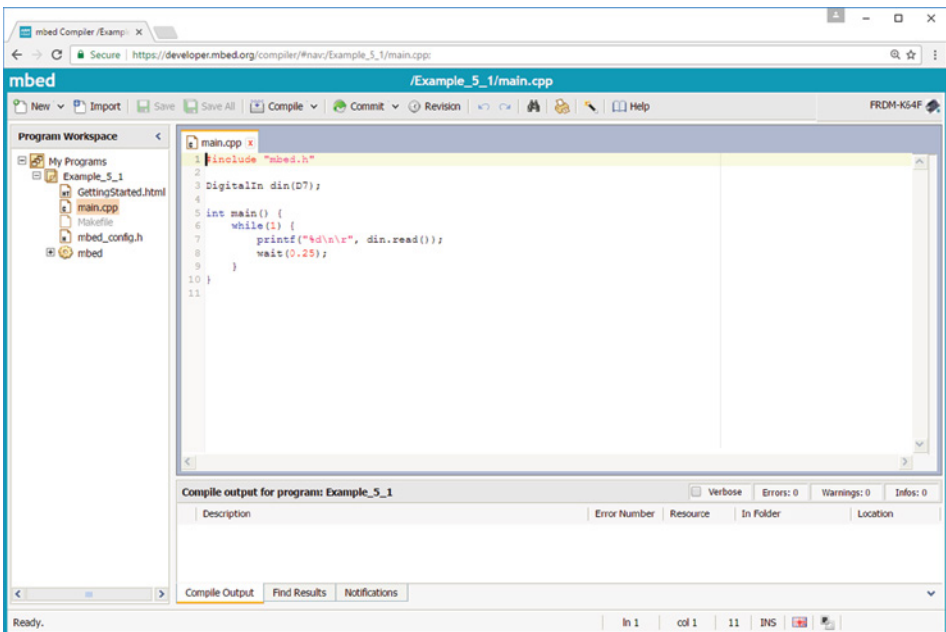 mbed Compiler /Exampl
Secure | https://developer.mbed.org/compiler/#nav:/Example_5_1/main.cpp;
mbed /Example_5_1/main.cpp
New Import Save Save All Compile Commit Revision Help FRDM-K64F
Program Workspace
My Programs
Example_5_1
GettingStarted.html
main.cpp
Makefile
mbed_config.h
mbed
main.cpp
1 #include "mbed.h"
2
3 DigitalIn din(D7);
4
5 int main() {
6 while(1) {
7 printf("%d\n\r", din.read());
8 wait(0.25);
9 }
10 }
11
Compile output for program: Example_5_1 Verbose Errors: 0 Warnings: 0 Infos: 0
Description Error Number Resource In Folder Location
Compile Output Find Results Notifications
Ready. ln 1 col 1 11 INS